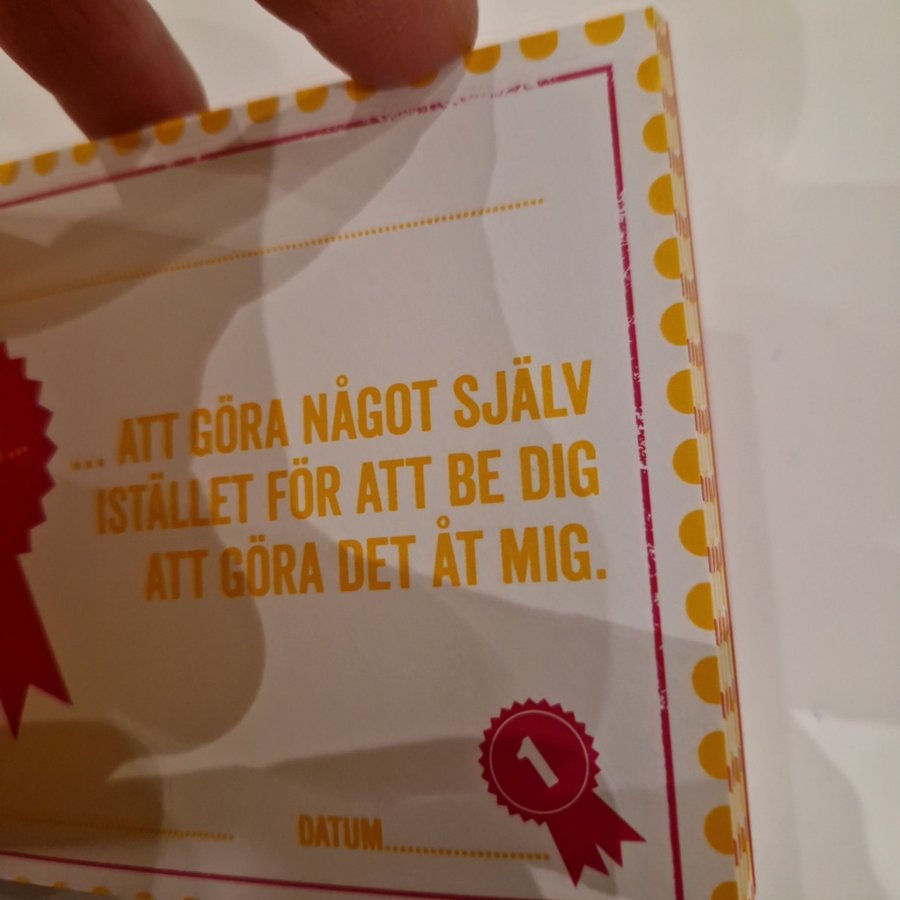 ... ATT GÖRA NÅGOT SJÄLV
ISTÄLLET FÖR ATT BE DIG
ATT GÖRA DET ÅT MIG.
1
DATUM